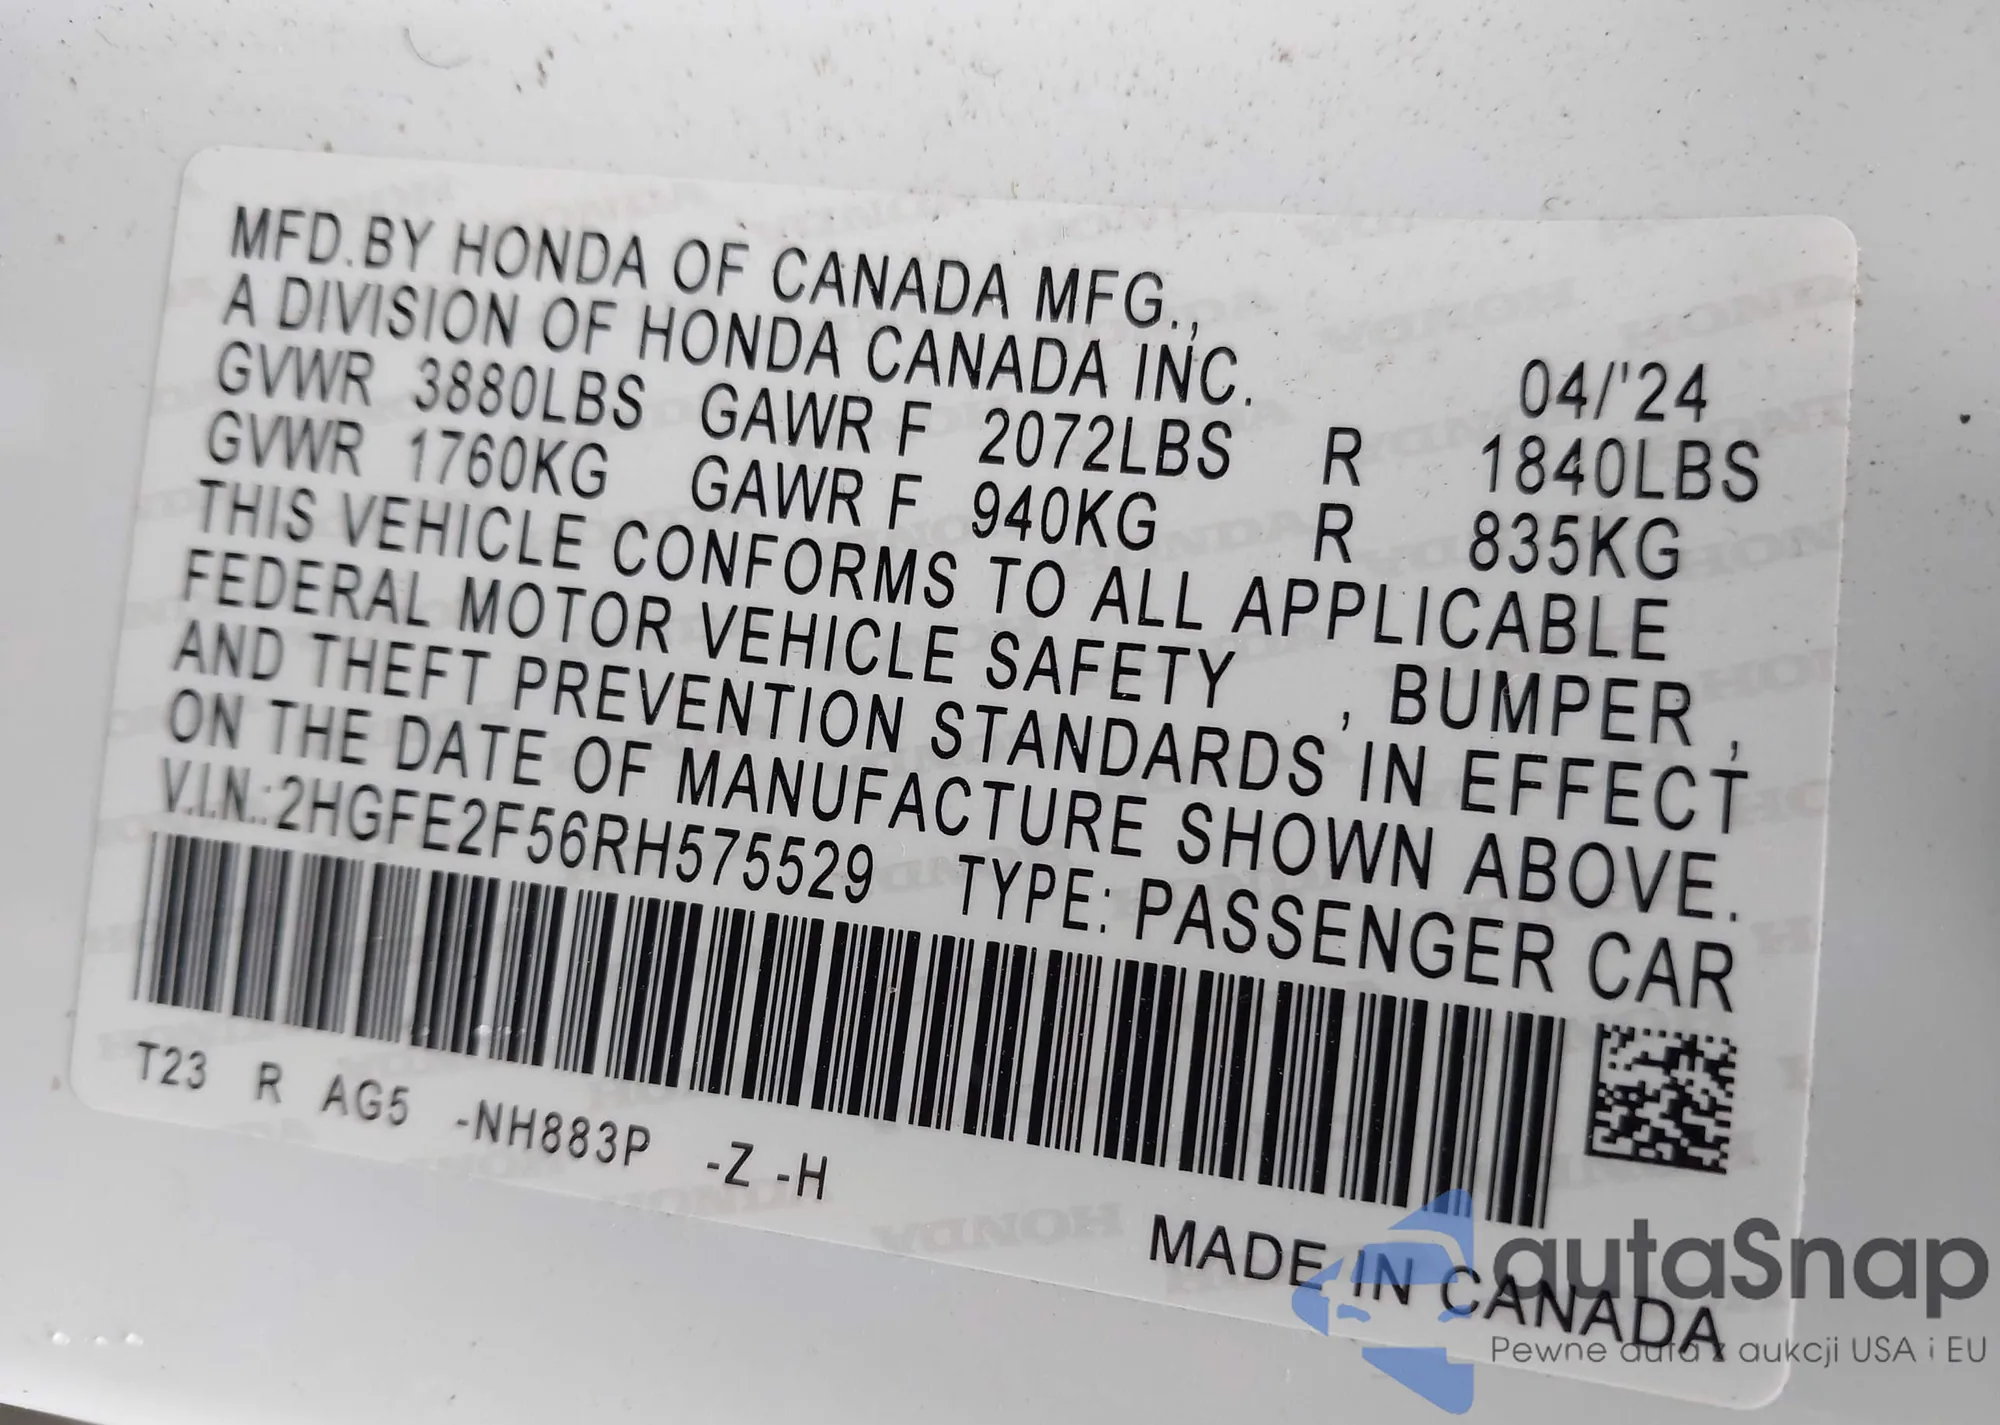 MFD.BY HONDA OF CANADA MFG.,
A DIVISION OF HONDA CANADA INC. 04/'24
GVWR 3880LBS GAWR F 2072LBS R 1840LBS
GVWR 1760KG GAWR F 940KG R 835KG
THIS VEHICLE CONFORMS TO ALL APPLICABLE
FEDERAL MOTOR VEHICLE SAFETY , BUMPER ,
AND THEFT PREVENTION STANDARDS IN EFFECT
ON THE DATE OF MANUFACTURE SHOWN ABOVE.
V.I.N.:2HGFE2F56RH575529 TYPE: PASSENGER CAR
T23 R AG5 -NH883P -Z -H
MADE IN CANADA
autaSnap
Pewne auta z aukcji USA i EU